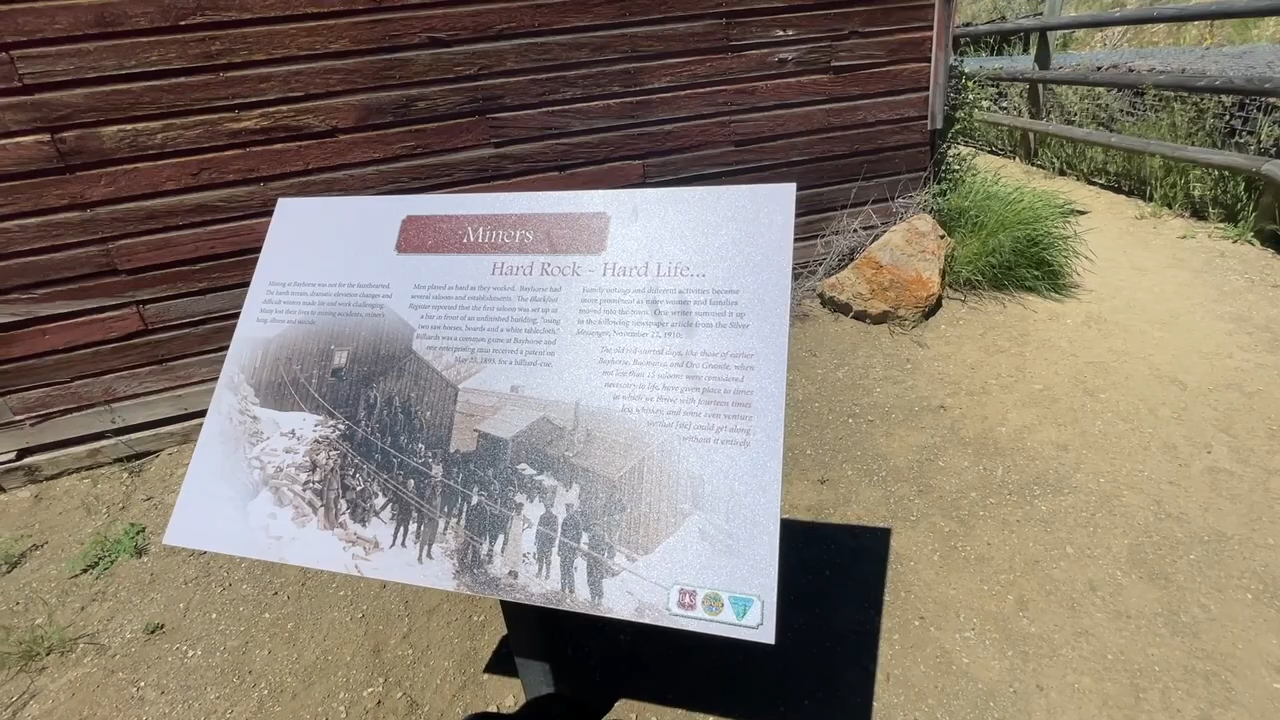 Miners
Hard Rock - Hard Life...
Mining at Bayhorse was not for the fainthearted.
The harsh terrain, dramatic elevation changes and
difficult winters made life and work challenging.
Many lost their lives to mining accidents, miner's
lung, illness and suicide.
Men played as hard as they worked. Bayhorse had
several saloons and establishments. The Blackfoot
Register reported that the first saloon was set up as
a bar in front of an unfinished building, "using
two saw horses, boards and a white tablecloth."
Billiards was a common game at Bayhorse and
one enterprising man received a patent on
May 23, 1893, for a billiard-cue.
Family outings and different activities became
more prominent as more women and families
moved into the town. One writer summed it up
in the following newspaper article from the Silver
Messenger, November 22, 1910:
The old red-shirted days, like those of earlier
Bayhorse, Bonanza, and Oro Grande, when
not less than 15 saloons were considered
necessary to life, have given place to times
in which we thrive with fourteen times
less whiskey, and some even venture
so that [sic] could get along
without it entirely